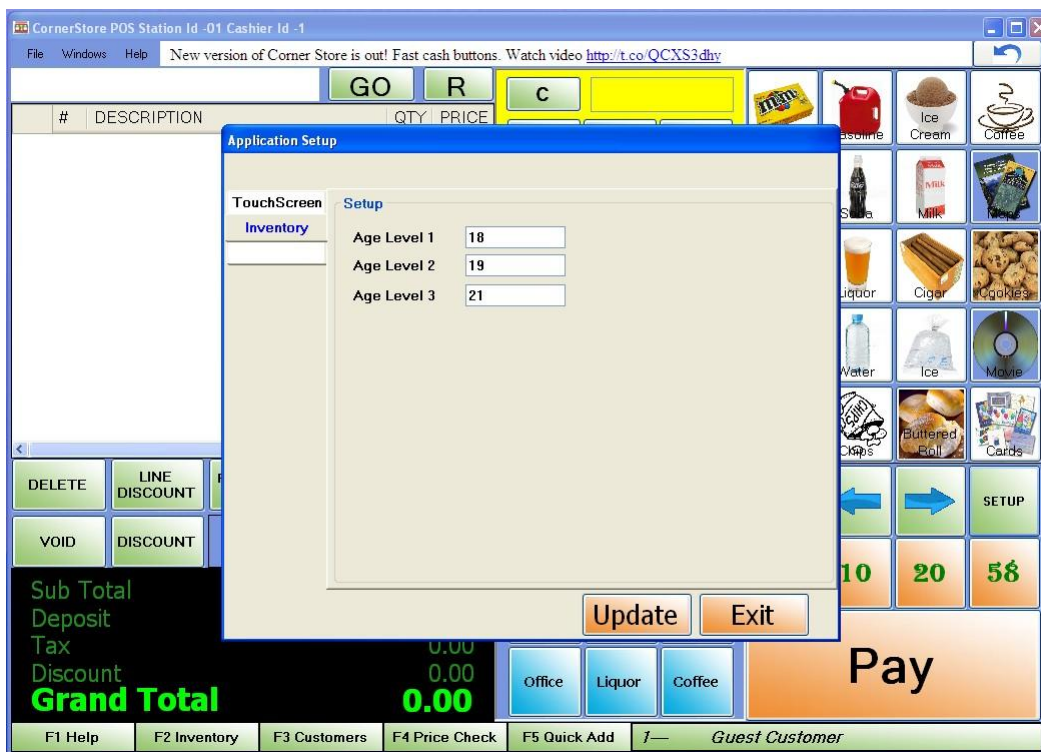 CornerStore POS Station Id -01 Cashier Id -1
File Windows Help New version of Corner Store is out! Fast cash buttons. Watch video http://t.co/QCXS3dhy
GO R C
# DESCRIPTION QTY PRICE
Application Setup
TouchScreen
Inventory
Setup
Age Level 1 18
Age Level 2 19
Age Level 3 21
Update Exit
m&m's
Ice Cream
Coffee
Milk
Milk
Cigar
Cookies
Water
Ice
Movie
CHIPS
Chips
Buttered Roll
Cards
DELETE
LINE DISCOUNT
SETUP
VOID
DISCOUNT
10 20
Sub Total
Deposit
Tax 0.00
Discount 0.00
Grand Total 0.00
Office Liquor Coffee
Pay
F1 Help F2 Inventory F3 Customers F4 Price Check F5 Quick Add 1— Guest Customer